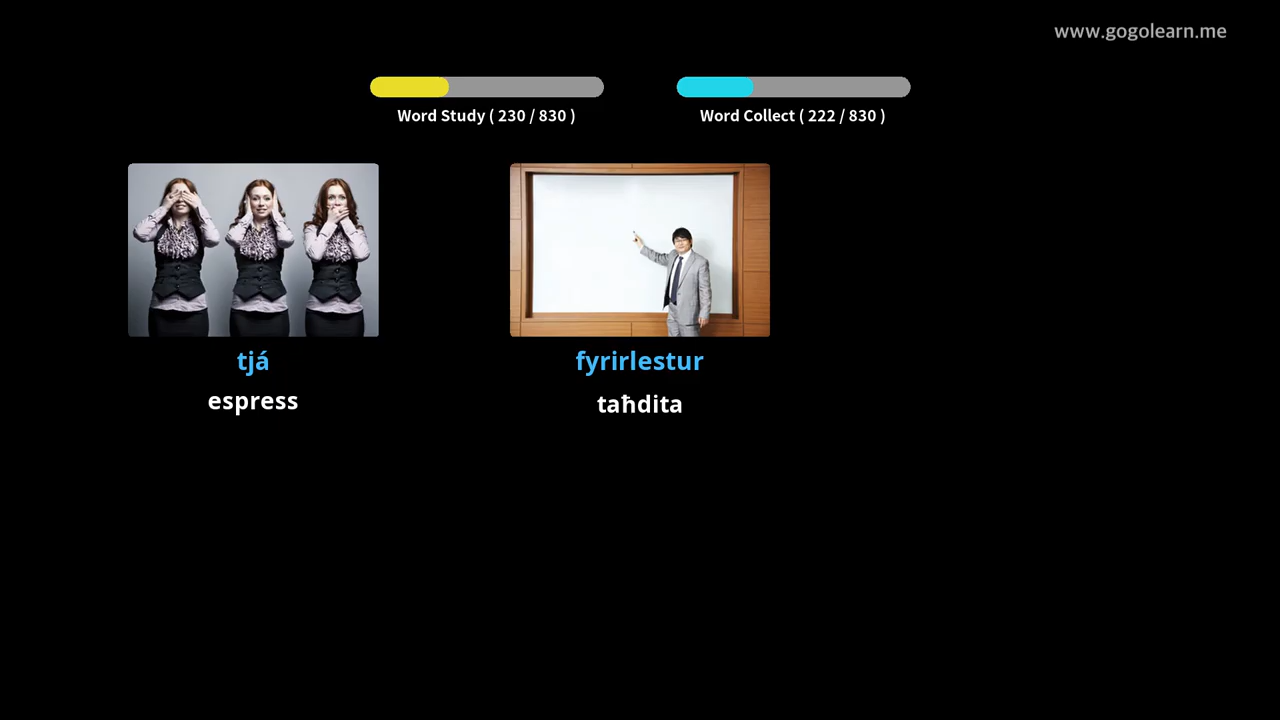 www.gogolearn.me
Word Study ( 230 / 830 )
Word Collect ( 222 / 830 )
tjá
espress
fyrirlestur
taħdita